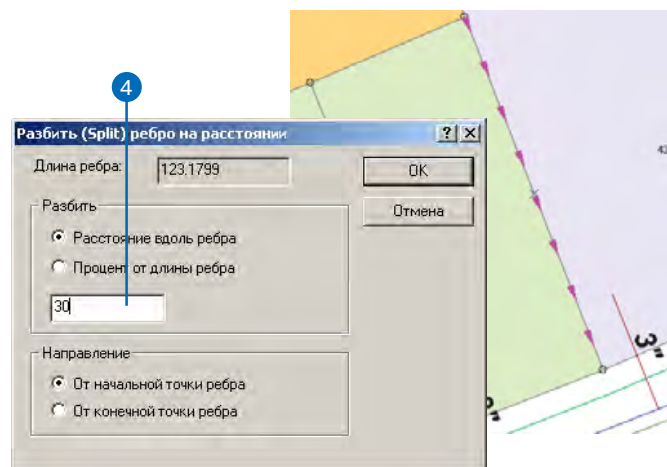 4
Разбить (Split) ребро на расстоянии
Длина ребра: 123.1799
OK
Разбить
Отмена
Расстояние вдоль ребра
Процент от длины ребра
30
Направление
От начальной точки ребра
От конечной точки ребра
3"